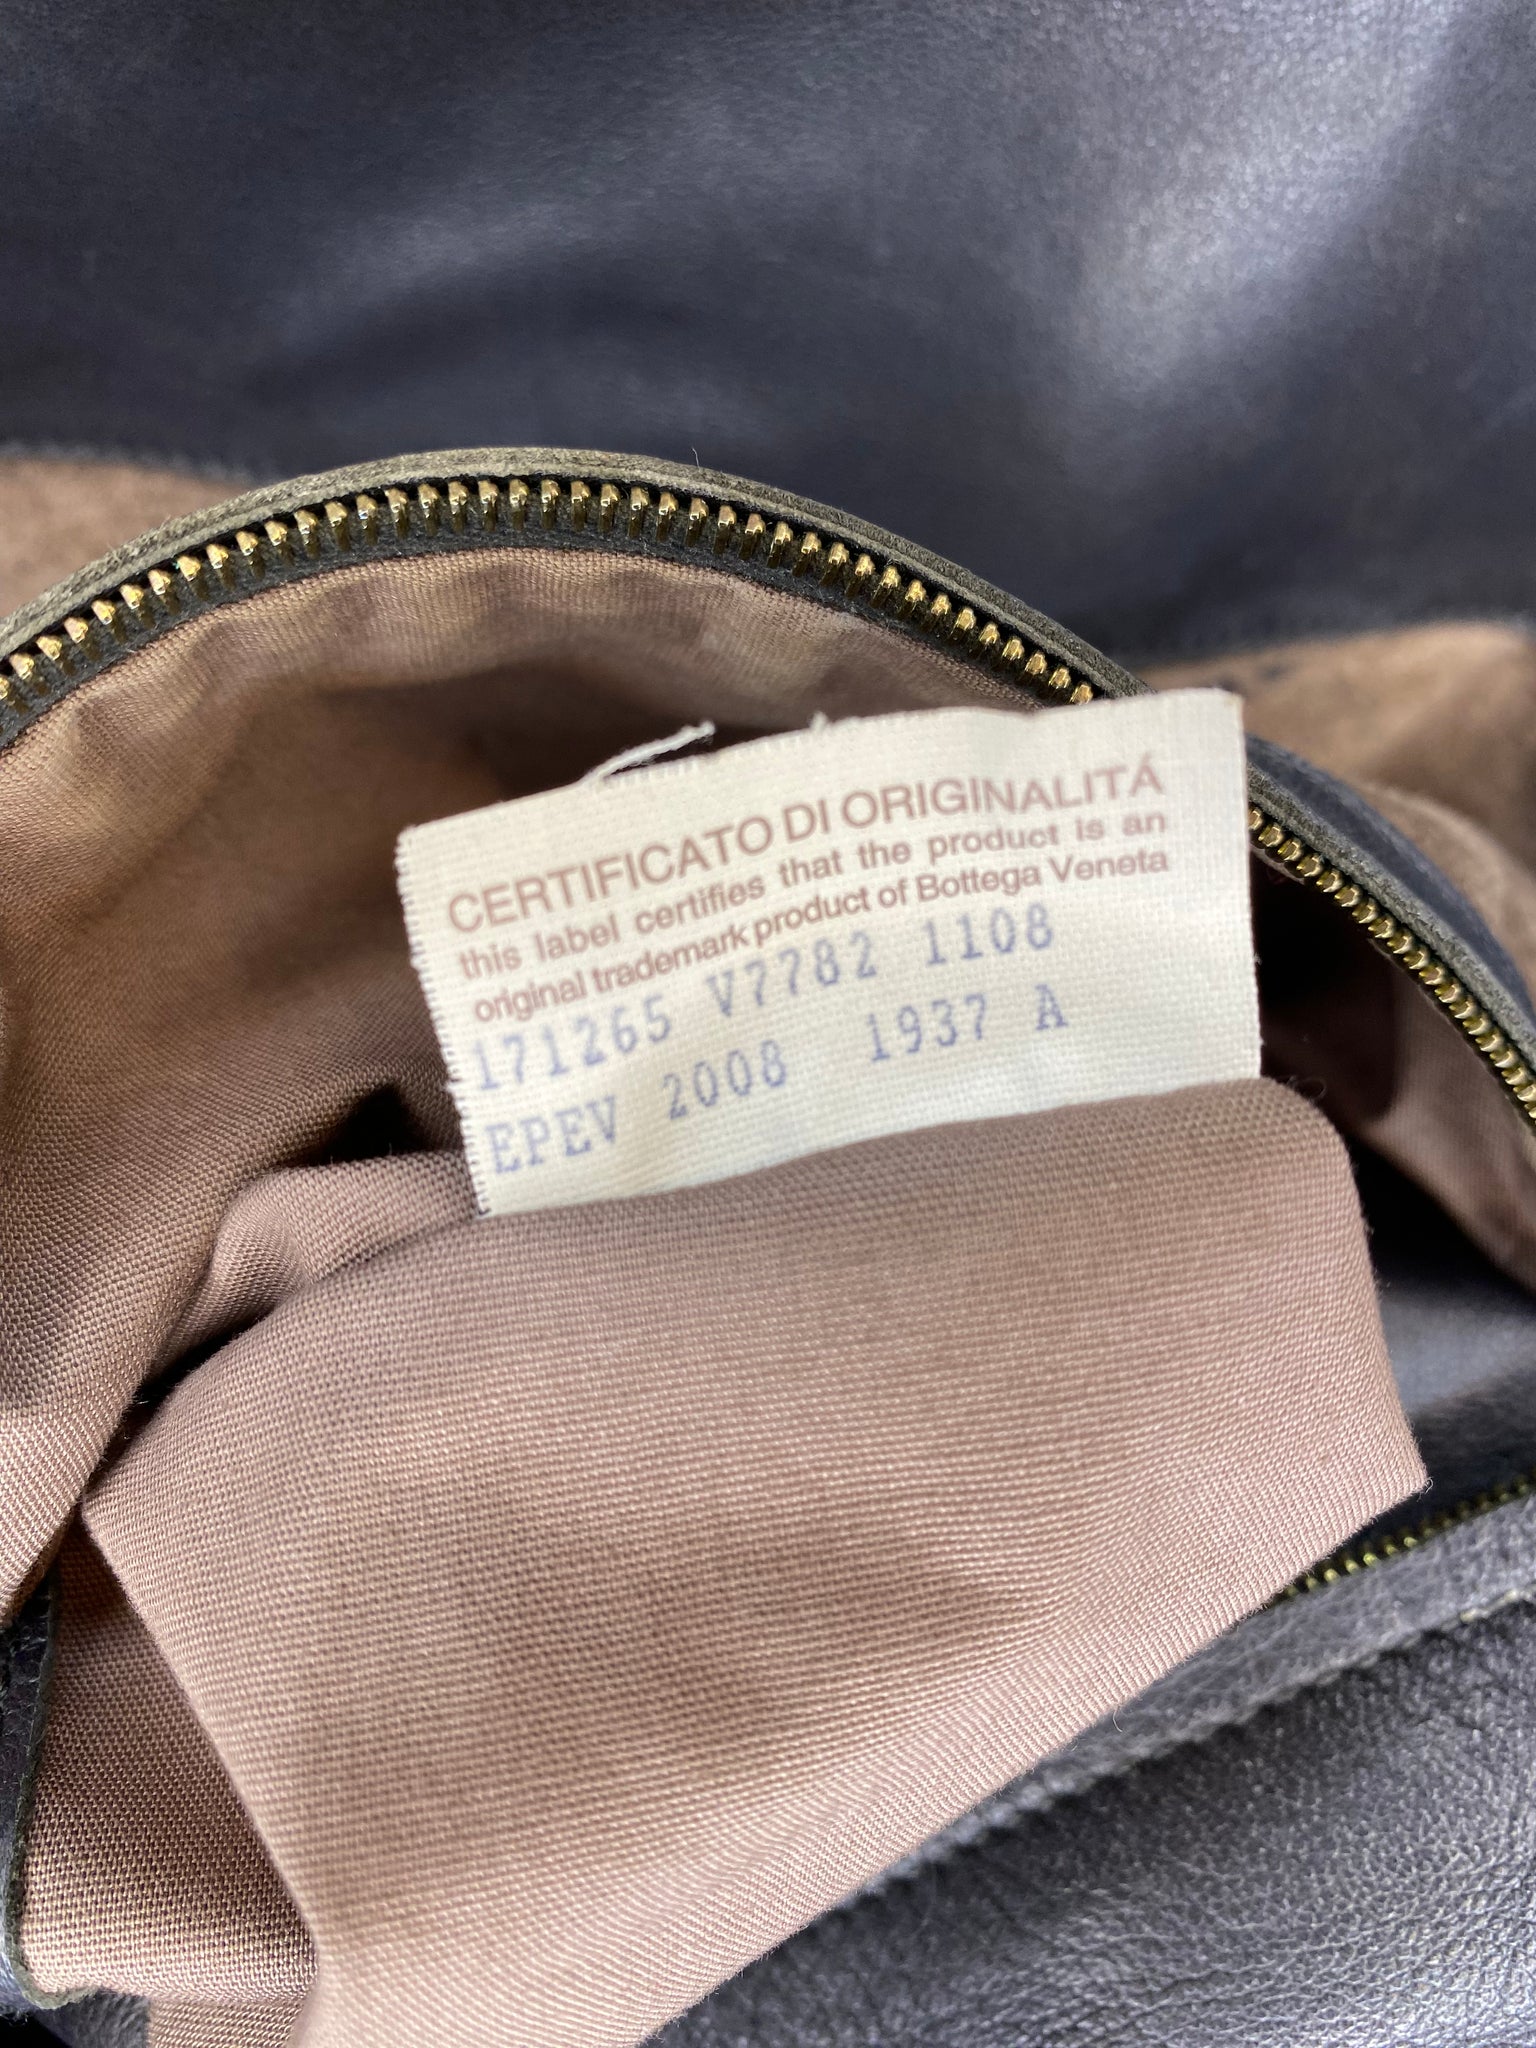 CERTIFICATO DI ORIGINALITÁ
this label certifies that the product is an
original trademark product of Bottega Veneta
171265 V7782 1108
EPEV 2008 1937 A